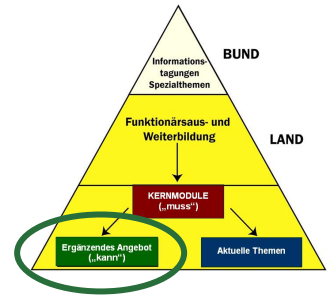 BUND
Informations-
tagungen
Spezialthemen
Funktionärsaus- und
Weiterbildung
LAND
KERNMODULE
(„muss“)
Ergänzendes Angebot
(„kann“)
Aktuelle Themen